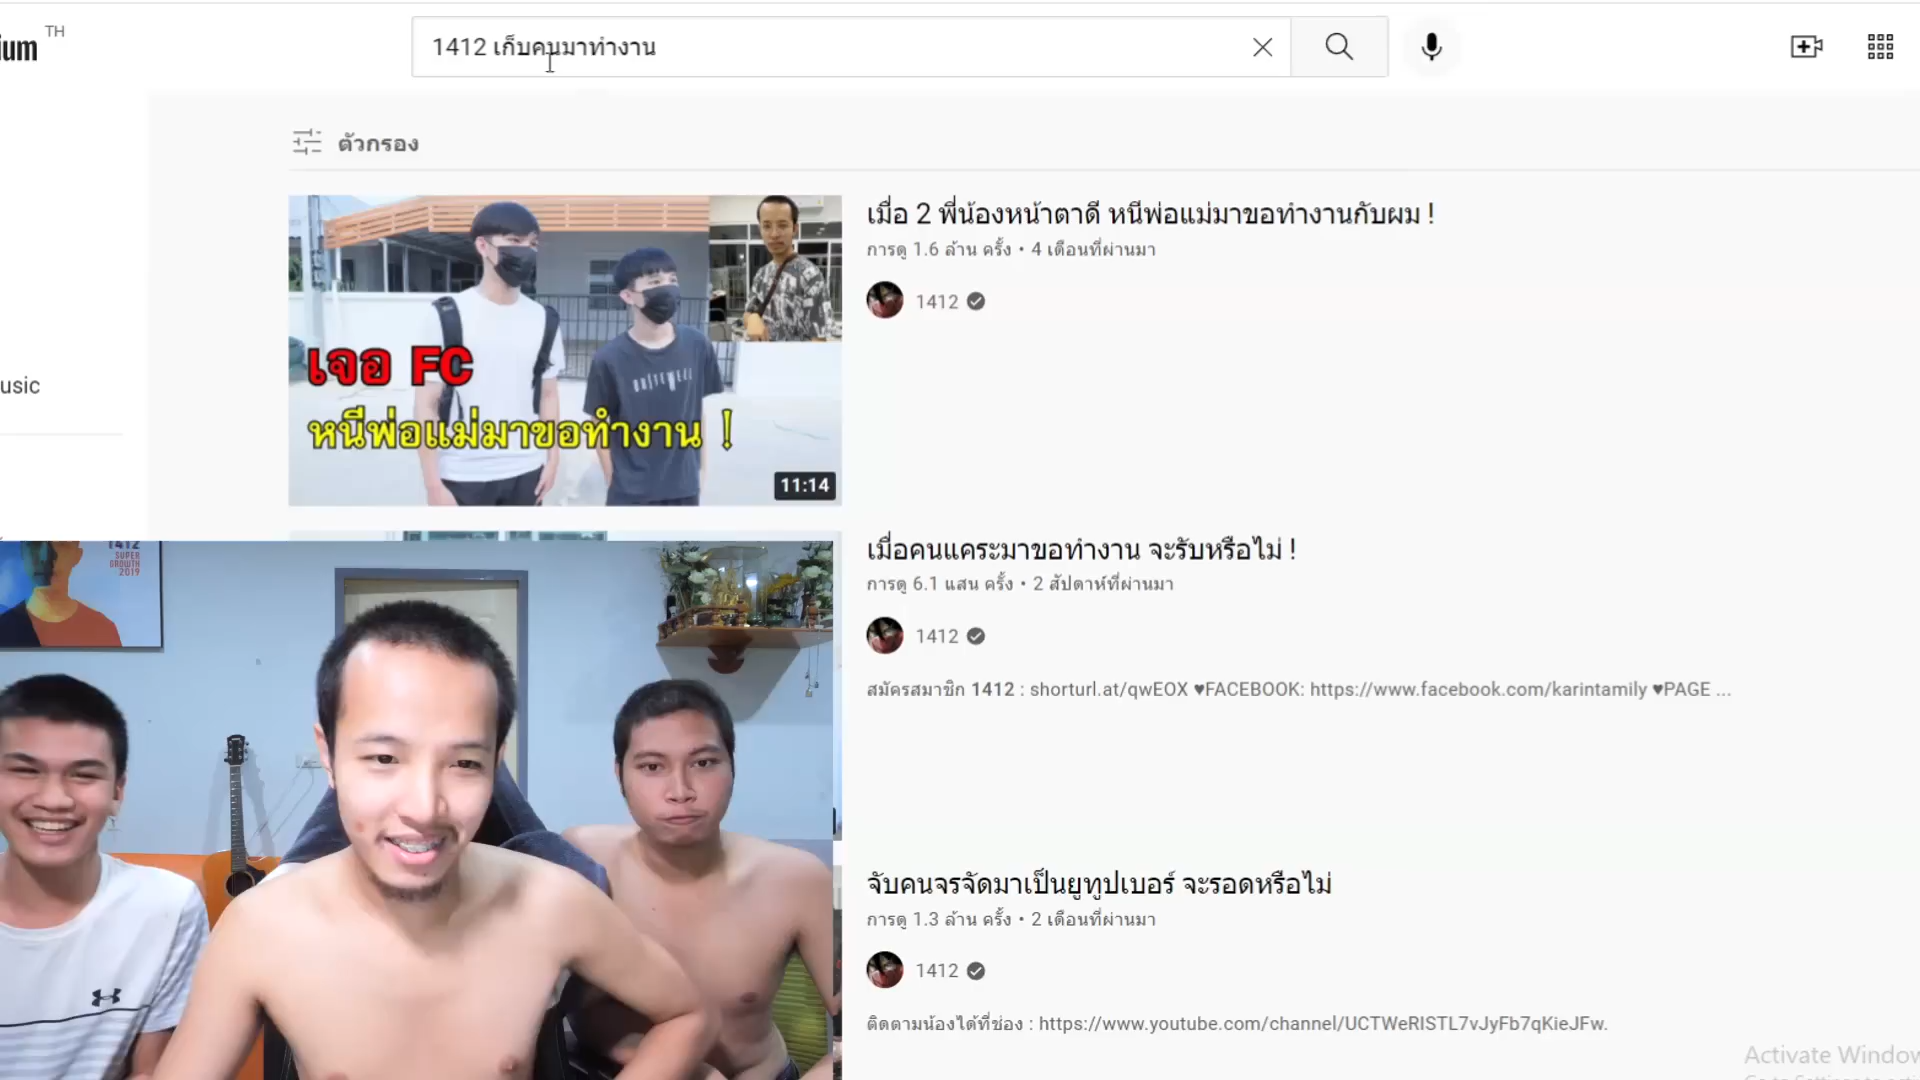 ium TH
1412 เก็บคนมาทำงาน
ตัวกรอง
usic
เจอ FC
หนีพ่อแม่มาขอทำงาน !
11:14
เมื่อ 2 พี่น้องหน้าตาดี หนีพ่อแม่มาขอทำงานกับผม !
การดู 1.6 ล้าน ครั้ง • 4 เดือนที่ผ่านมา
1412
เมื่อคนแคระมาขอทำงาน จะรับหรือไม่ !
การดู 6.1 แสน ครั้ง • 2 สัปดาห์ที่ผ่านมา
1412
สมัครสมาชิก 1412 : shorturl.at/qwEOX ♥FACEBOOK: https://www.facebook.com/karintamily ♥PAGE ...
1412
SUPER
GROWTH
2019
จับคนจรจัดมาเป็นยูทูปเบอร์ จะรอดหรือไม่
การดู 1.3 ล้าน ครั้ง • 2 เดือนที่ผ่านมา
1412
ติดตามน้องได้ที่ช่อง : https://www.youtube.com/channel/UCTWeRISTL7vJyFb7qKieJFw.
Activate Window